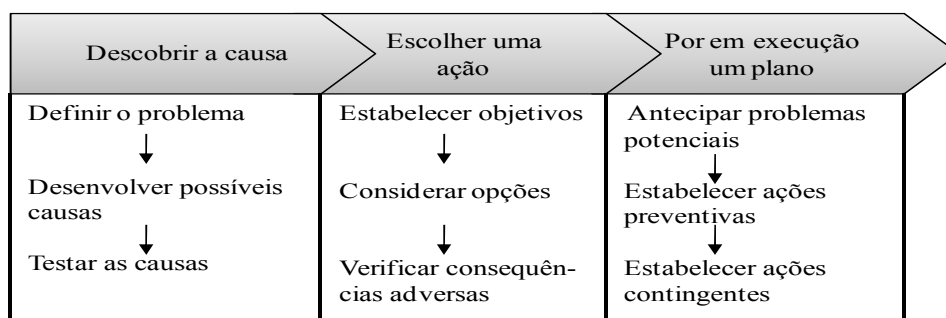 Descobrir a causa
Escolher uma
ação
Por em execução
um plano
Definir o problema
Desenvolver possíveis
causas
Testar as causas
Estabelecer objetivos
Considerar opções
Verificar consequên-
cias adversas
Antecipar problemas
potenciais
Estabelecer ações
preventivas
Estabelecer ações
contingentes